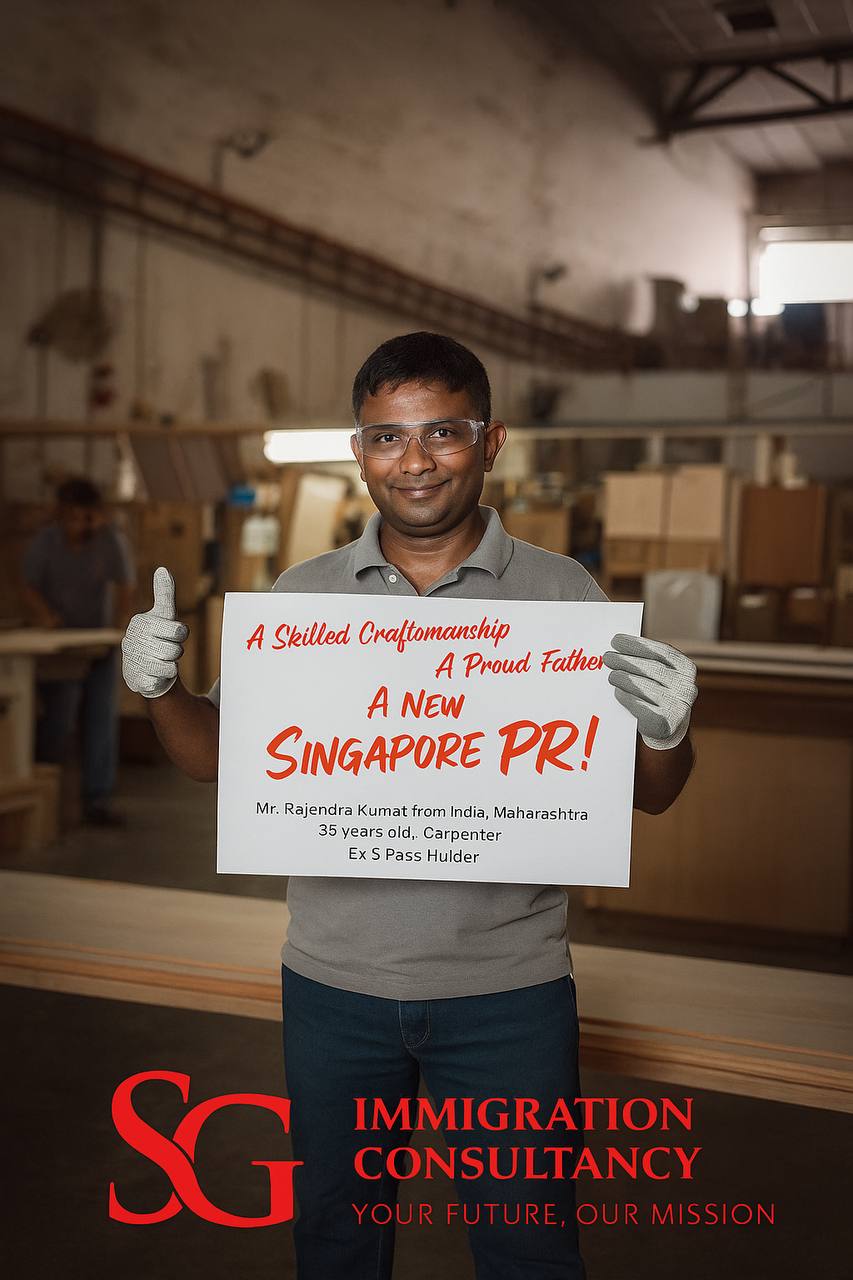 A Skilled Craftomanship
A Proud Father
A NEW
SINGAPORE PR!
Mr. Rajendra Kumat from India, Maharashtra
35 years old,. Carpenter
Ex S Pass Hulder
SG
IMMIGRATION
CONSULTANCY
YOUR FUTURE, OUR MISSION